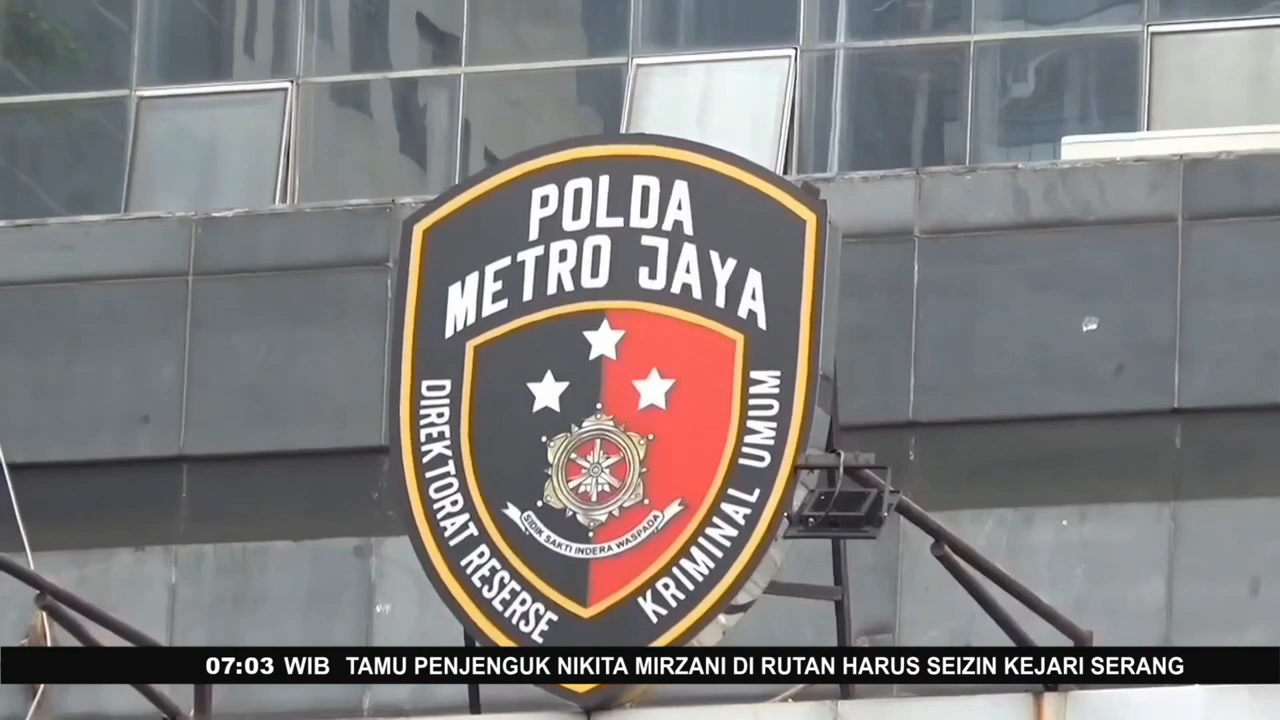 POLDA
METRO JAYA
DIREKTORAT RESERSE
KRIMINAL UMUM
SIDIK SAKTI INDERA WASPADA
07:03 WIB TAMU PENJENGUK NIKITA MIRZANI DI RUTAN HARUS SEIZIN KEJARI SERANG